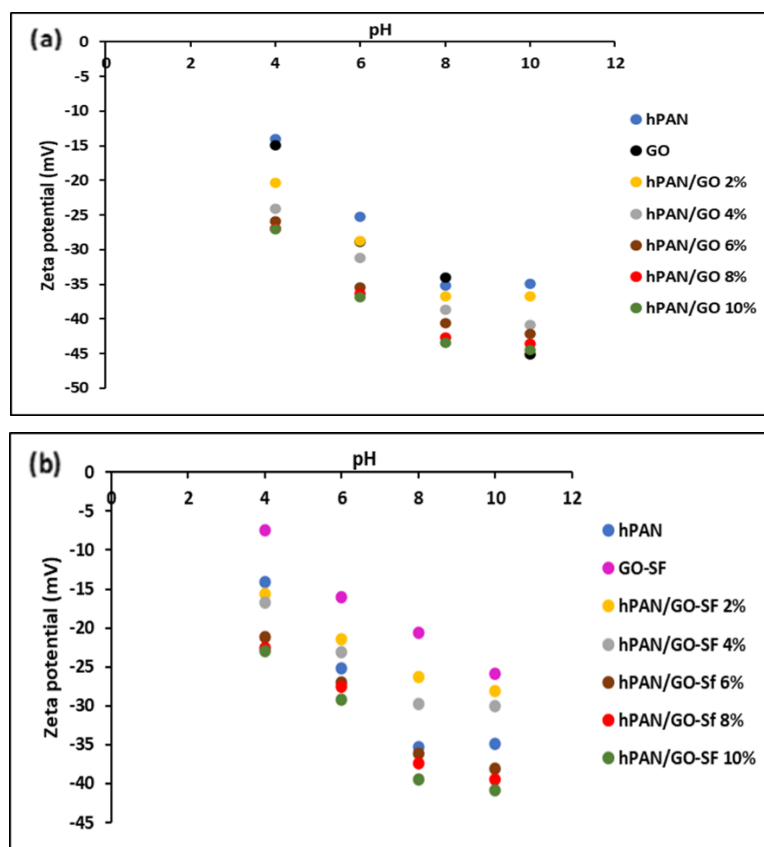 (a)
pH
0
0
2
4
6
8
10
12
-5
-10
-15
-20
-25
-30
-35
-40
-45
-50
Zeta potential (mV)
hPAN
GO
hPAN/GO 2%
hPAN/GO 4%
hPAN/GO 6%
hPAN/GO 8%
hPAN/GO 10%
(b)
pH
0
0
2
4
6
8
10
12
-5
-10
-15
-20
-25
-30
-35
-40
-45
Zeta potential (mV)
hPAN
GO-SF
hPAN/GO-SF 2%
hPAN/GO-SF 4%
hPAN/GO-Sf 6%
hPAN/GO-Sf 8%
hPAN/GO-SF 10%